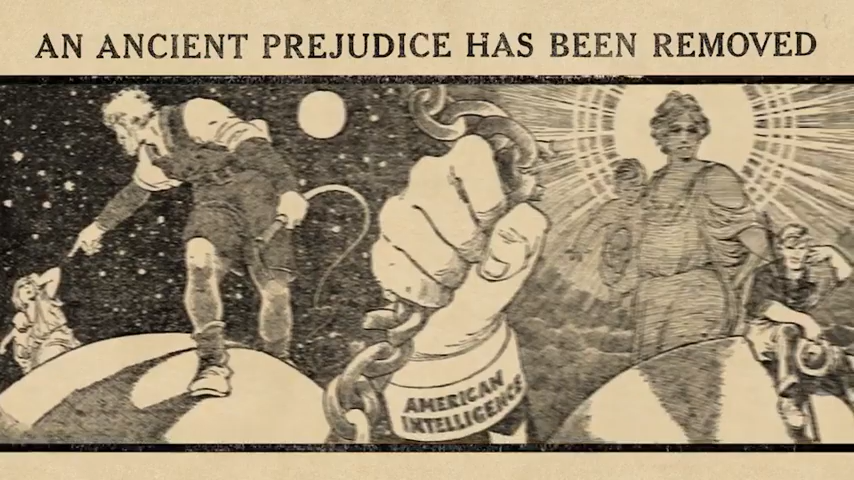 AN ANCIENT PREJUDICE HAS BEEN REMOVED
AMERICAN
INTELLIGENCE